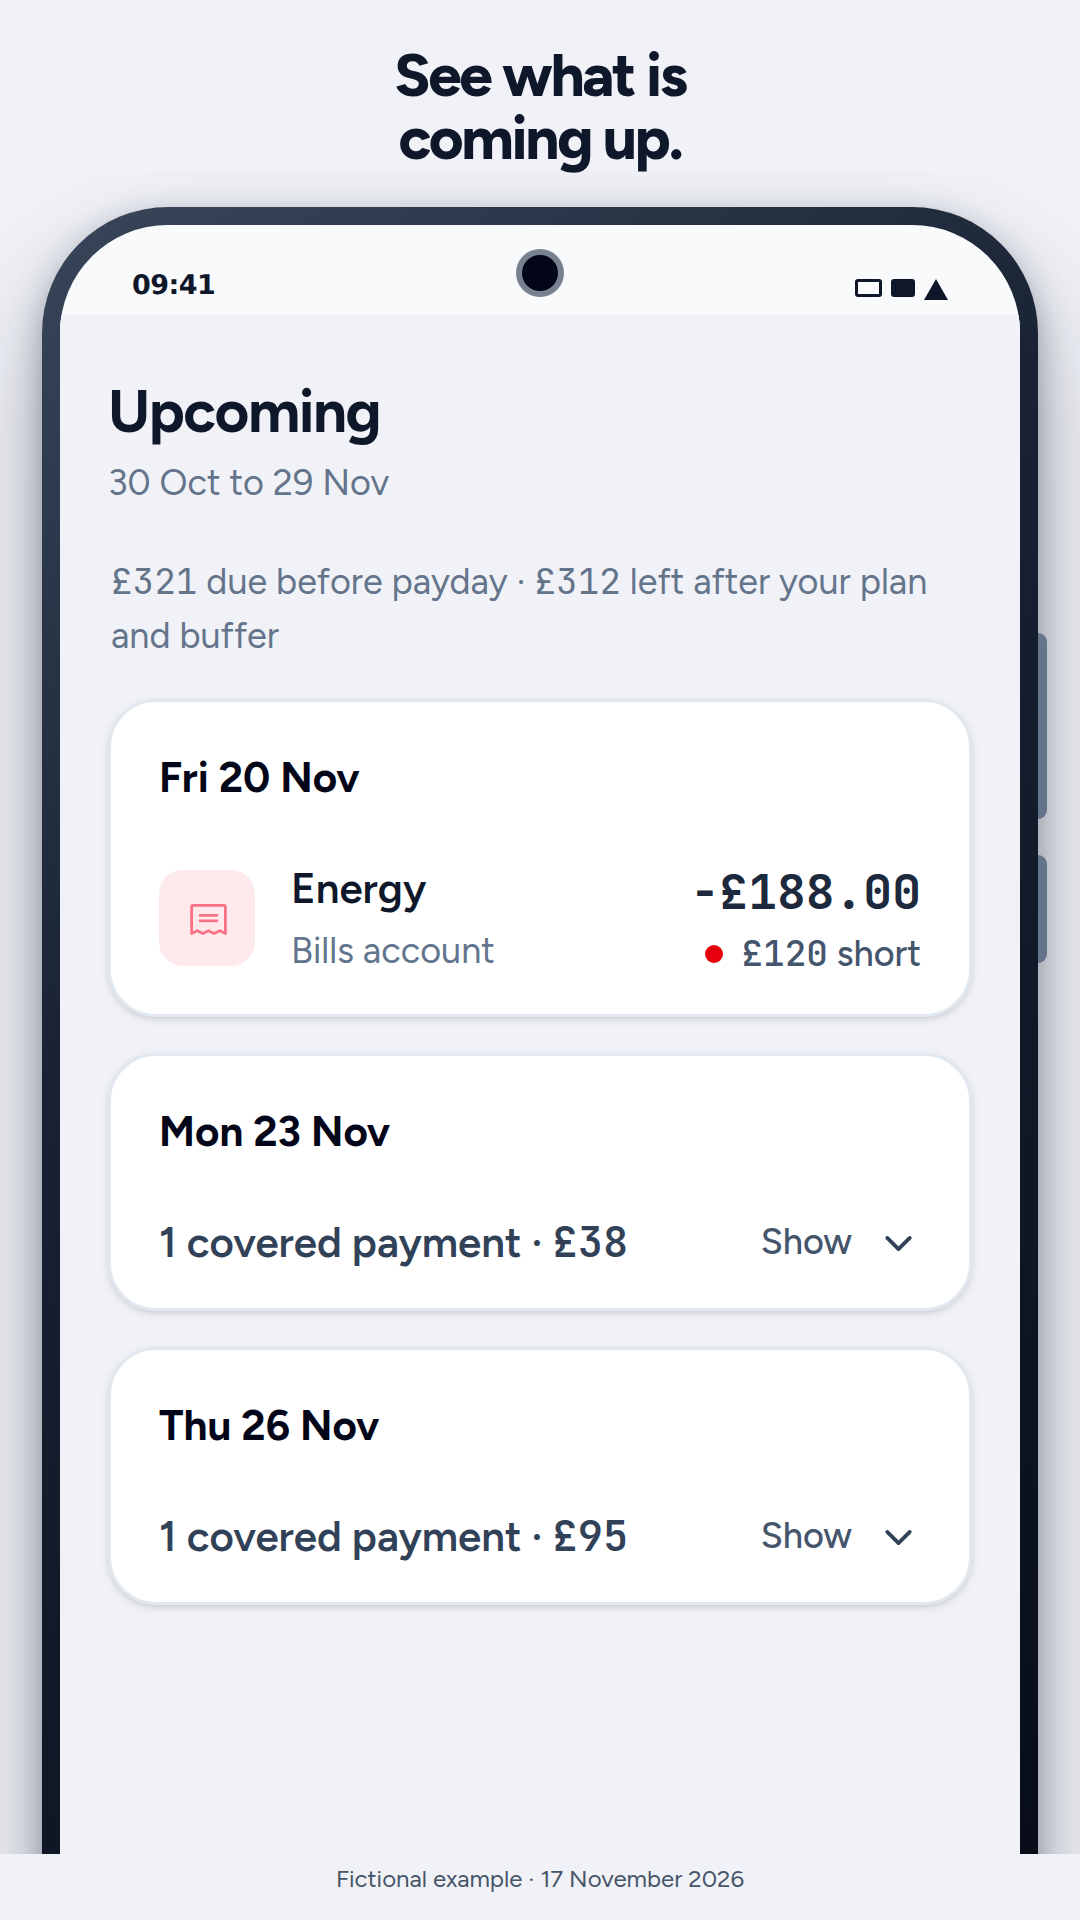 See what is
coming up.
09:41
Upcoming
30 Oct to 29 Nov
£321 due before payday · £312 left after your plan
and buffer
Fri 20 Nov
Energy
-£188.00
Bills account
£120 short
Mon 23 Nov
1 covered payment · £38
Show
Thu 26 Nov
1 covered payment · £95
Show
Fictional example · 17 November 2026